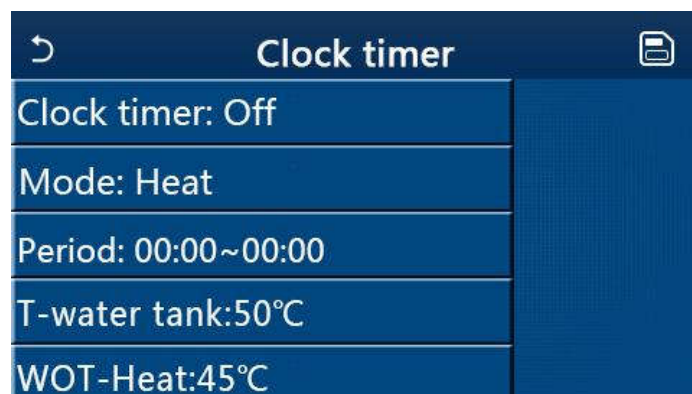 Clock timer
Clock timer: Off
Mode: Heat
Period: 00:00~00:00
T-water tank:50℃
WOT-Heat:45℃